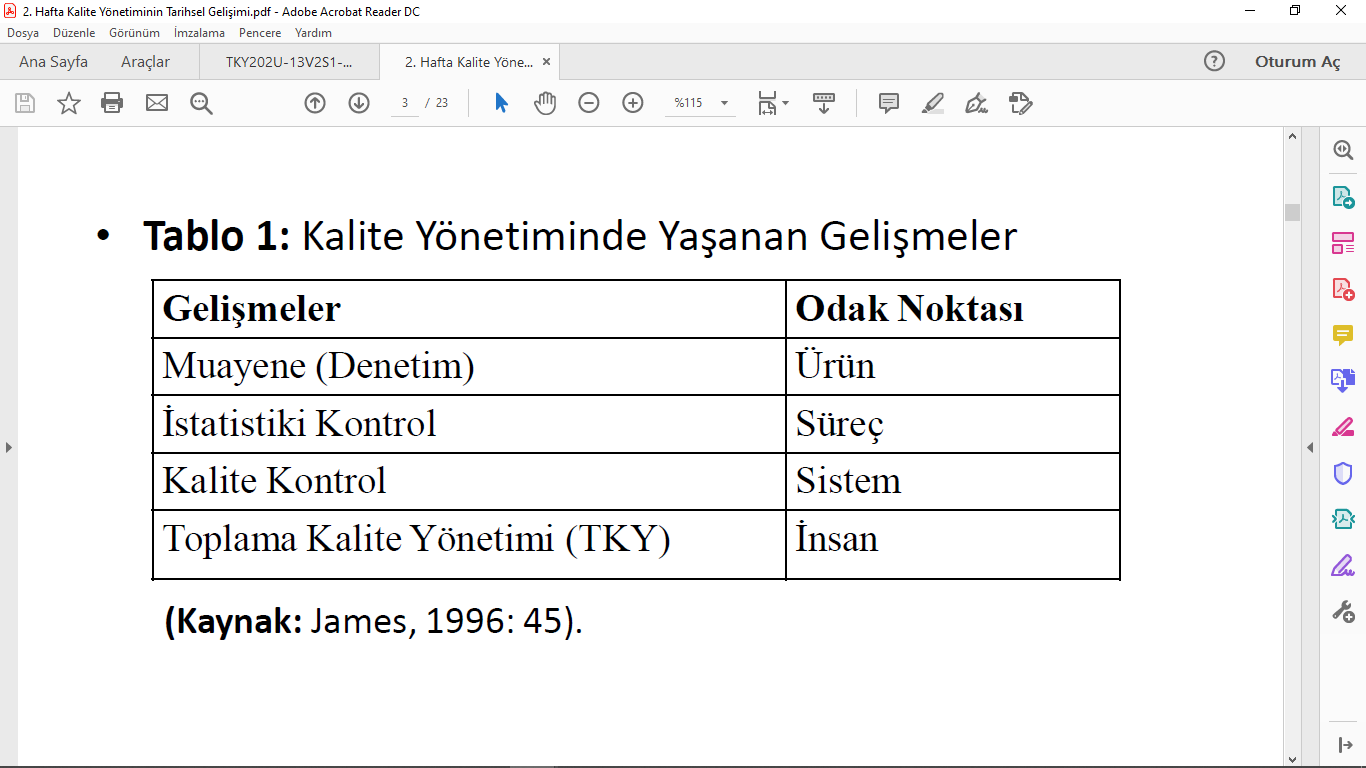 2. Hafta Kalite Yönetiminin Tarihsel Gelişimi.pdf - Adobe Acrobat Reader DC
Dosya Düzenle Görünüm İmzalama Pencere Yardım
Ana Sayfa Araçlar TKY202U-13V2S1-... 2. Hafta Kalite Yöne... Oturum Aç
3 / 23 %115
• Tablo 1: Kalite Yönetiminde Yaşanan Gelişmeler
Gelişmeler Odak Noktası
Muayene (Denetim) Ürün
İstatistiki Kontrol Süreç
Kalite Kontrol Sistem
Toplama Kalite Yönetimi (TKY) İnsan
(Kaynak: James, 1996: 45).